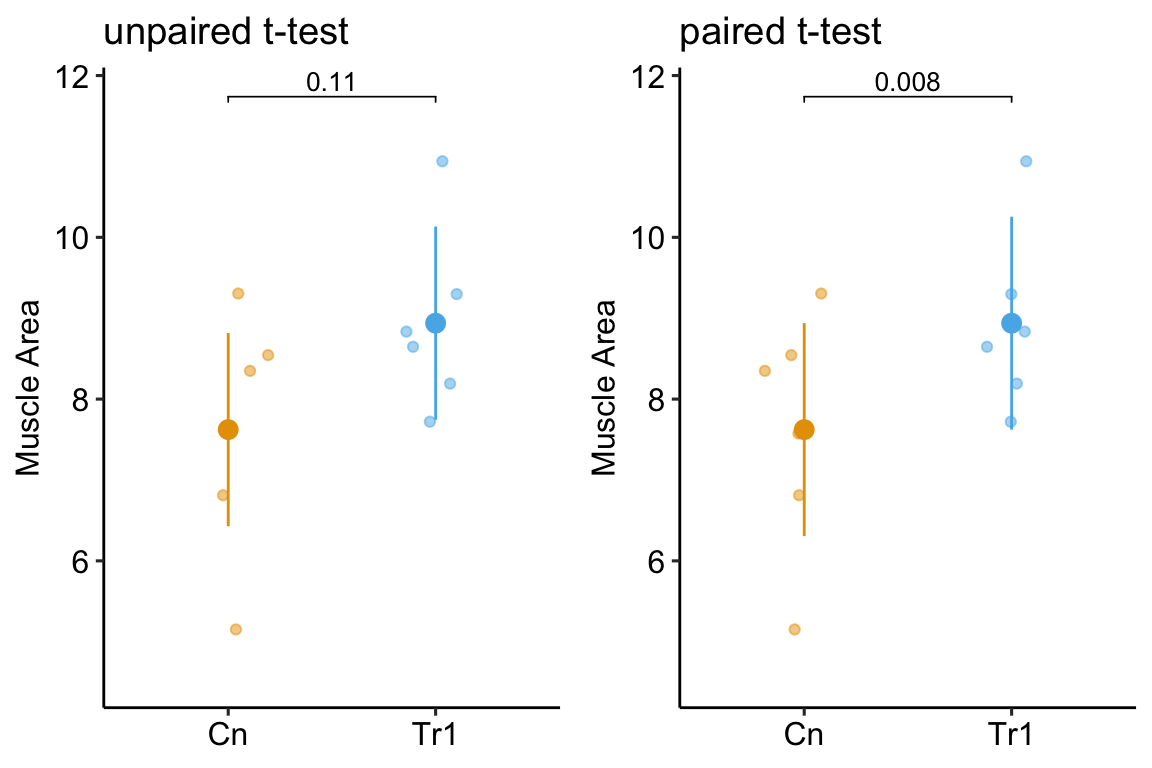 unpaired t-test
12
10
8
6
Muscle Area
0.11
Cn
Tr1
paired t-test
12
10
8
6
Muscle Area
0.008
Cn
Tr1